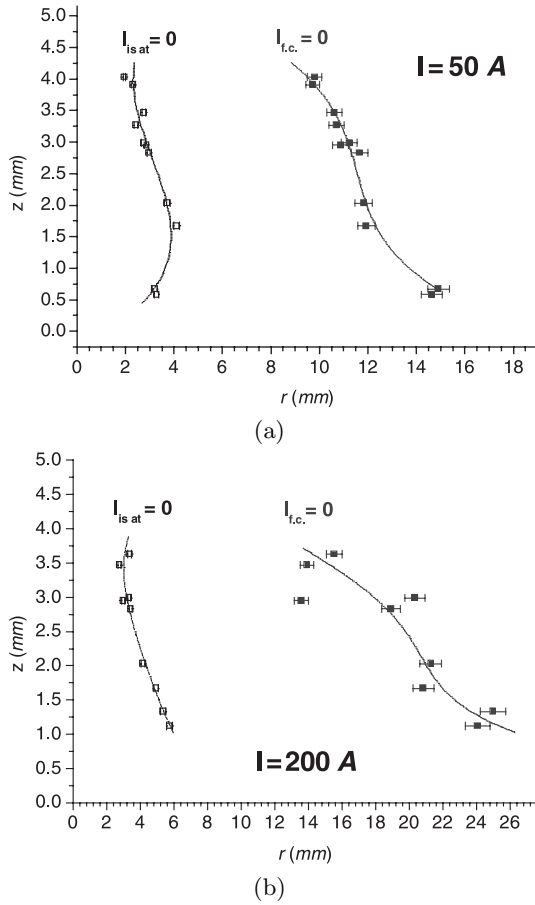 5.0
4.5
4.0
3.5
3.0
2.5
2.0
1.5
1.0
0.5
0.0
z (mm)
I is at = 0
I f.c. = 0
I = 50 A
0 2 4 6 8 10 12 14 16 18
r (mm)
(a)
5.0
4.5
4.0
3.5
3.0
2.5
2.0
1.5
1.0
0.5
0.0
z (mm)
I is at = 0
I f.c. = 0
I = 200 A
0 2 4 6 8 10 12 14 16 18 20 22 24 26
r (mm)
(b)